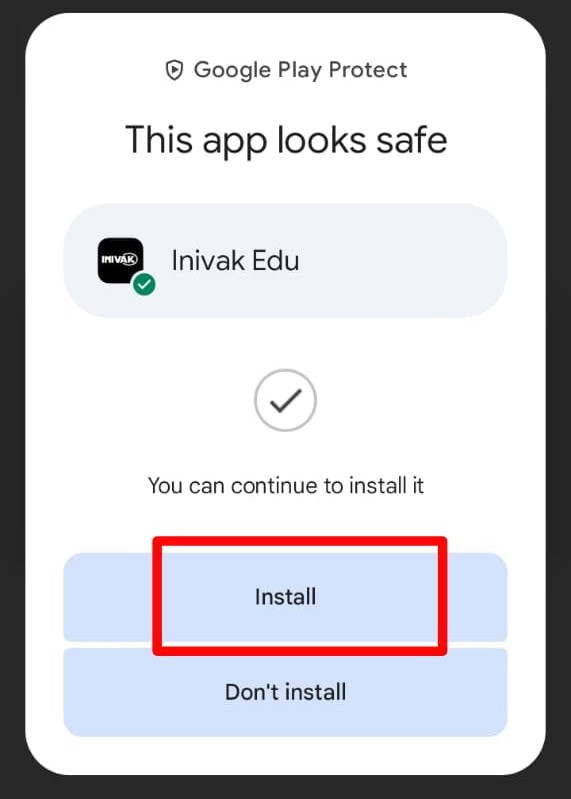 Google Play Protect
This app looks safe
INIVAK
Inivak Edu
You can continue to install it
Install
Don't install